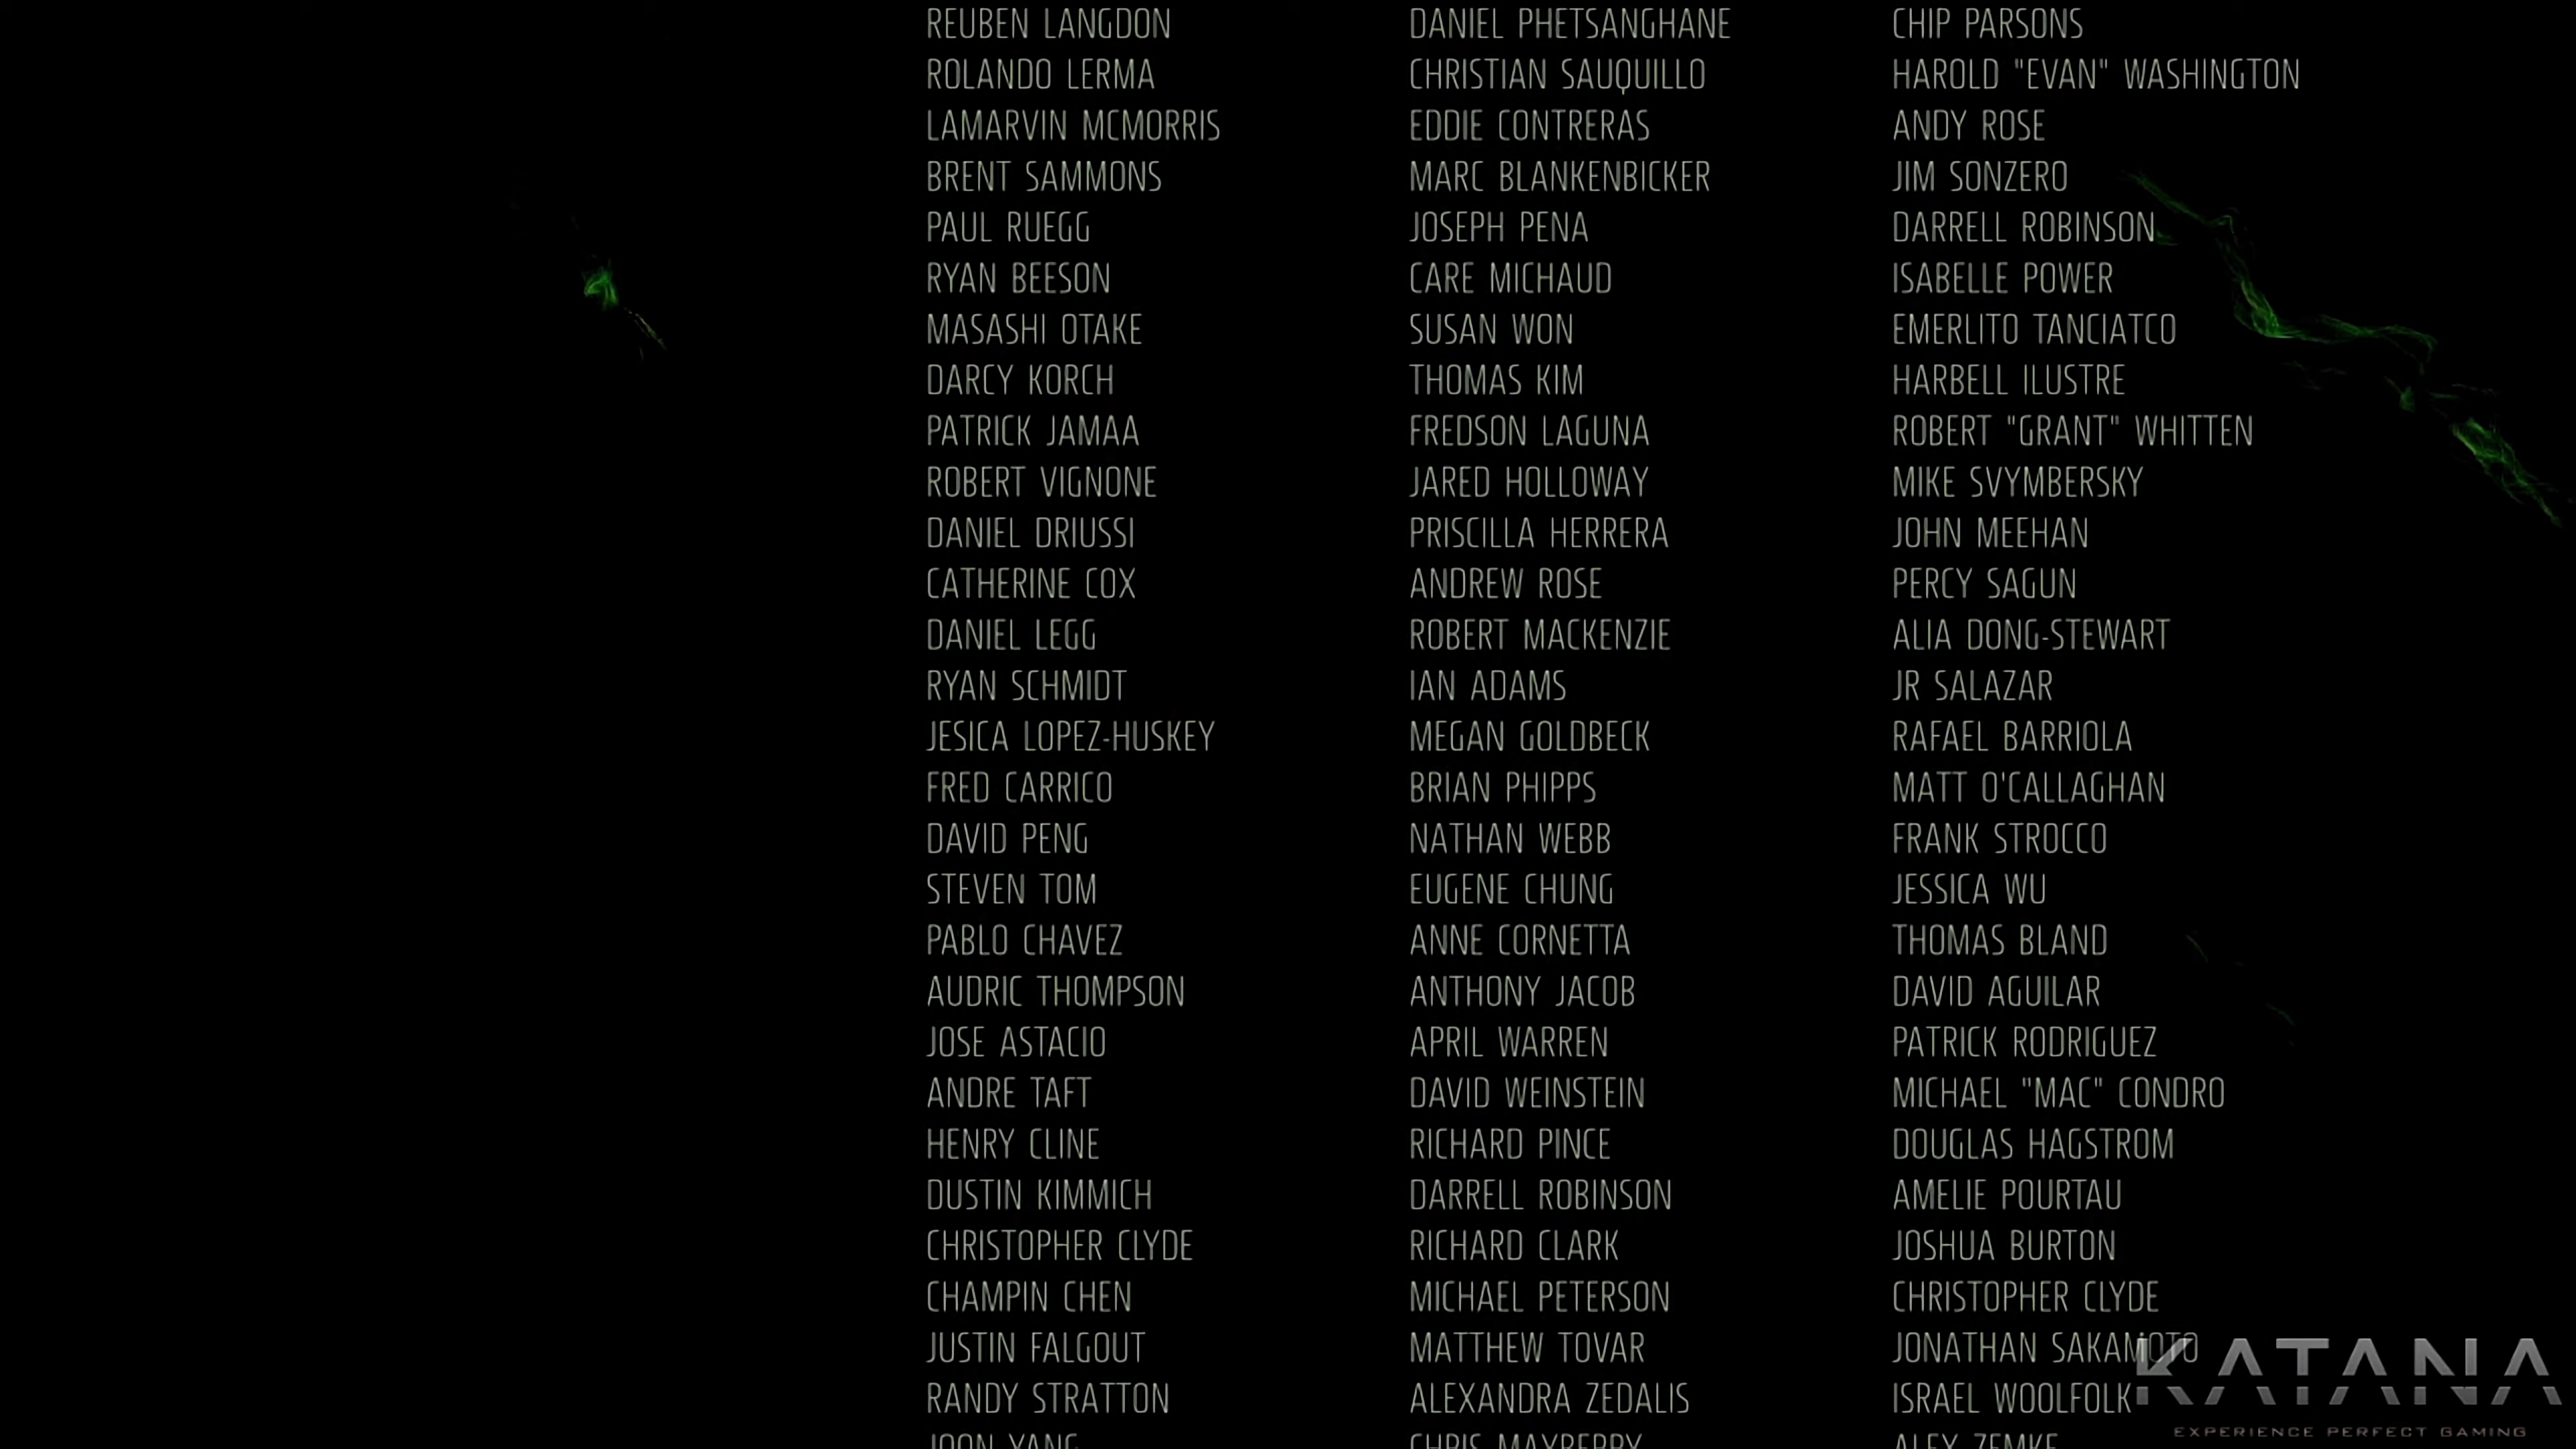 REUBEN LANGDON
ROLANDO LERMA
LAMARVIN MCMORRIS
BRENT SAMMONS
PAUL RUEGG
RYAN BEESON
MASASHI OTAKE
DARCY KORCH
PATRICK JAMAA
ROBERT VIGNONE
DANIEL DRIUSSI
CATHERINE COX
DANIEL LEGG
RYAN SCHMIDT
JESICA LOPEZ-HUSKEY
FRED CARRICO
DAVID PENG
STEVEN TOM
PABLO CHAVEZ
AUDRIC THOMPSON
JOSE ASTACIO
ANDRE TAFT
HENRY CLINE
DUSTIN KIMMICH
CHRISTOPHER CLYDE
CHAMPIN CHEN
JUSTIN FALGOUT
RANDY STRATTON
JOON YANG
DANIEL PHETSANGHANE
CHRISTIAN SAUQUILLO
EDDIE CONTRERAS
MARC BLANKENBICKER
JOSEPH PENA
CARE MICHAUD
SUSAN WON
THOMAS KIM
FREDSON LAGUNA
JARED HOLLOWAY
PRISCILLA HERRERA
ANDREW ROSE
ROBERT MACKENZIE
IAN ADAMS
MEGAN GOLDBECK
BRIAN PHIPPS
NATHAN WEBB
EUGENE CHUNG
ANNE CORNETTA
ANTHONY JACOB
APRIL WARREN
DAVID WEINSTEIN
RICHARD PINCE
DARRELL ROBINSON
RICHARD CLARK
MICHAEL PETERSON
MATTHEW TOVAR
ALEXANDRA ZEDALIS
CHRIS MAYBERRY
CHIP PARSONS
HAROLD "EVAN" WASHINGTON
ANDY ROSE
JIM SONZERO
DARRELL ROBINSON
ISABELLE POWER
EMERLITO TANCIATCO
HARBELL ILUSTRE
ROBERT "GRANT" WHITTEN
MIKE SVYMBERSKY
JOHN MEEHAN
PERCY SAGUN
ALIA DONG-STEWART
JR SALAZAR
RAFAEL BARRIOLA
MATT O'CALLAGHAN
FRANK STROCCO
JESSICA WU
THOMAS BLAND
DAVID AGUILAR
PATRICK RODRIGUEZ
MICHAEL "MAC" CONDRO
DOUGLAS HAGSTROM
AMELIE POURTAU
JOSHUA BURTON
CHRISTOPHER CLYDE
JONATHAN SAKAMOTO
ISRAEL WOOLFOLK
ALEX ZEMKE
KATANA
EXPERIENCE PERFECT GAMING